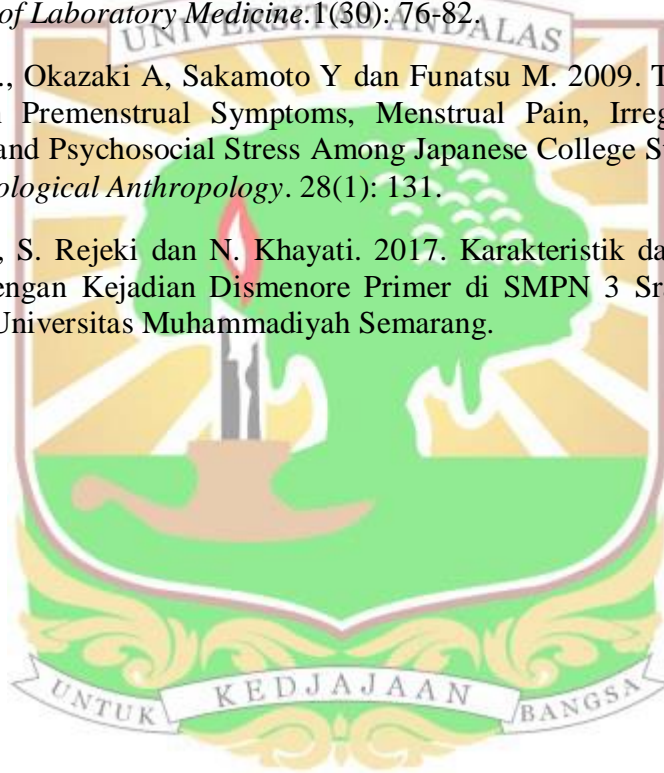 of Laboratory Medicine.1(30): 76-82.
UNIVERSITAS ANDALAS
., Okazaki A, Sakamoto Y dan Funatsu M. 2009. T
Premenstrual Symptoms, Menstrual Pain, Irreg
and Psychosocial Stress Among Japanese College S
ological Anthropology. 28(1): 131.
, S. Rejeki dan N. Khayati. 2017. Karakteristik da
engan Kejadian Dismenore Primer di SMPN 3 Sr
Universitas Muhammadiyah Semarang.
UNTUK KEDJAJAAN BANGSA